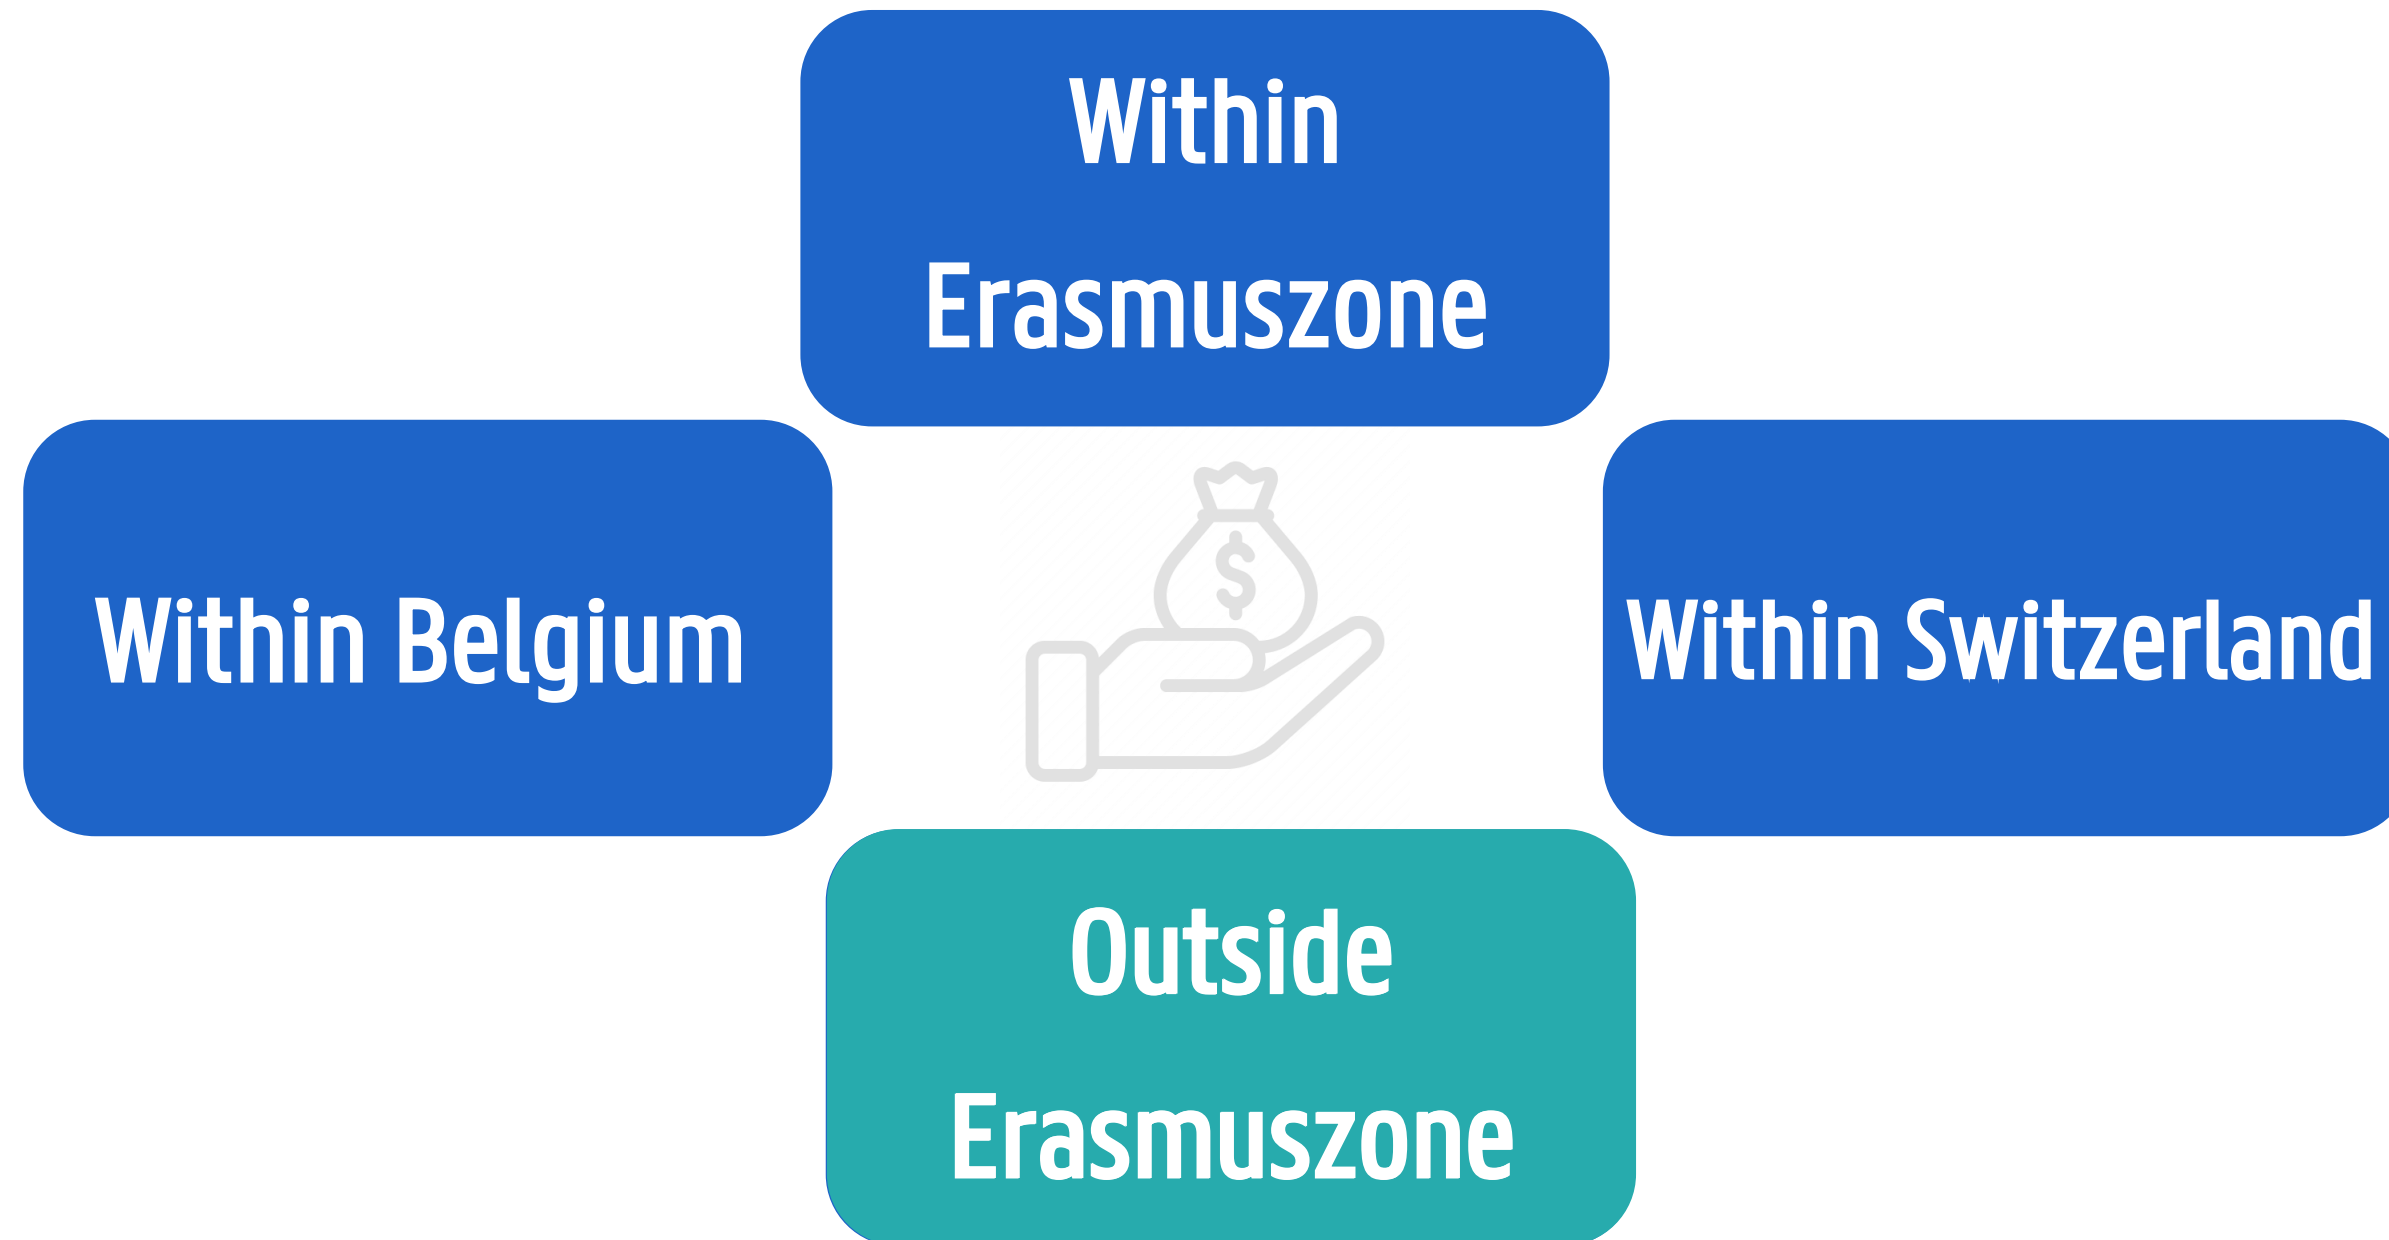 Within
Erasmuszone
Within Belgium
$
Within Switzerland
Outside
Erasmuszone